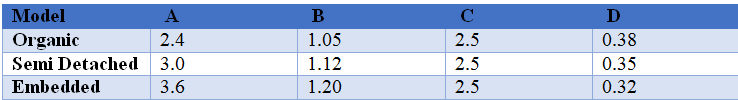 Model A B C D
Organic 2.4 1.05 2.5 0.38
Semi Detached 3.0 1.12 2.5 0.35
Embedded 3.6 1.20 2.5 0.32